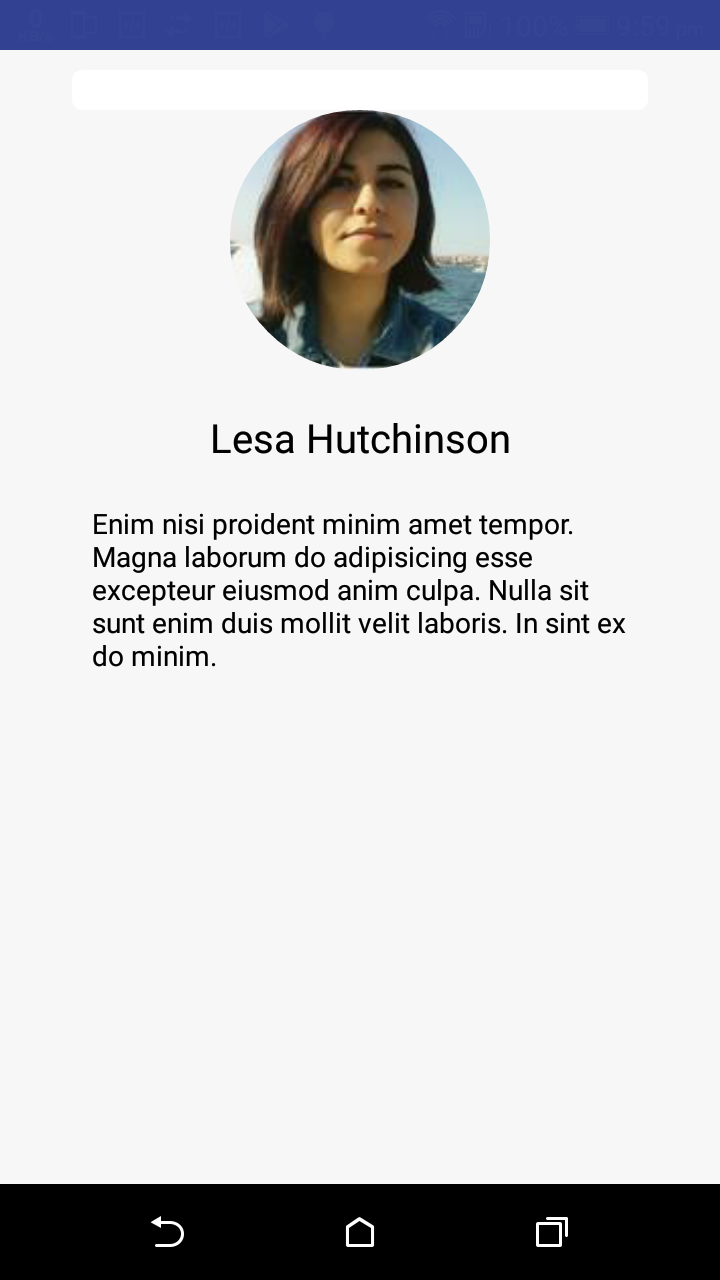 100% 9:59 pm
Lesa Hutchinson
Enim nisi proident minim amet tempor.
Magna laborum do adipisicing esse
excepteur eiusmod anim culpa. Nulla sit
sunt enim duis mollit velit laboris. In sint ex
do minim.